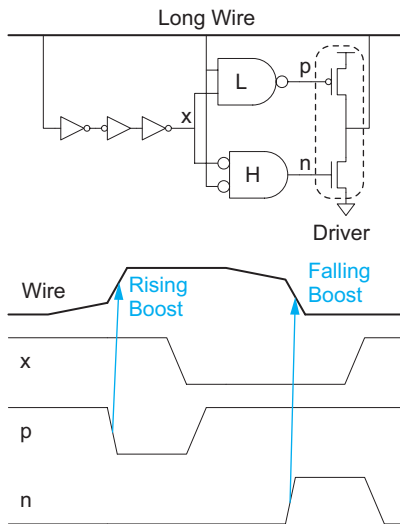 Long Wire
p
L
x
n
H
Driver
Rising
Boost
Falling
Boost
Wire
x
p
n